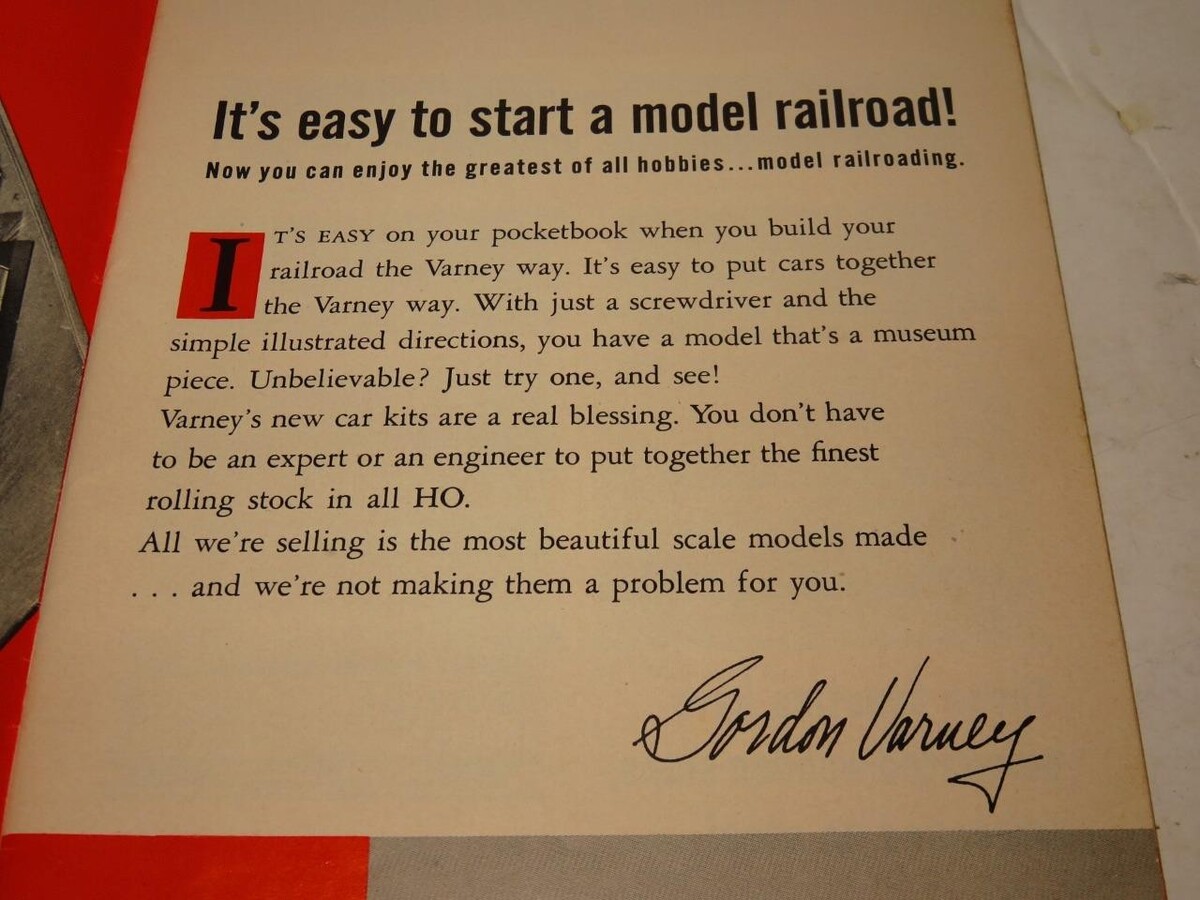 It's easy to start a model railroad!
Now you can enjoy the greatest of all hobbies...model railroading.
IT'S EASY on your pocketbook when you build your
railroad the Varney way. It's easy to put cars together
the Varney way. With just a screwdriver and the
simple illustrated directions, you have a model that's a museum
piece. Unbelievable? Just try one, and see!
Varney's new car kits are a real blessing. You don't have
to be an expert or an engineer to put together the finest
rolling stock in all HO.
All we're selling is the most beautiful scale models made
. . . and we're not making them a problem for you.
Gordon Varney